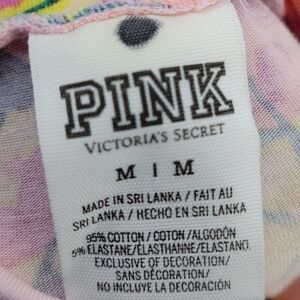 PINK
VICTORIA'S SECRET
M | M
MADE IN SRI LANKA / FAIT AU
SRI LANKA / HECHO EN SRI LANKA
95% COTTON / COTON / ALGODÓN
5% ELASTANE/ELASTHANNE/ELASTANO
EXCLUSIVE OF DECORATION/
SANS DÉCORATION/
NO INCLUYE LA DECORACIÓN